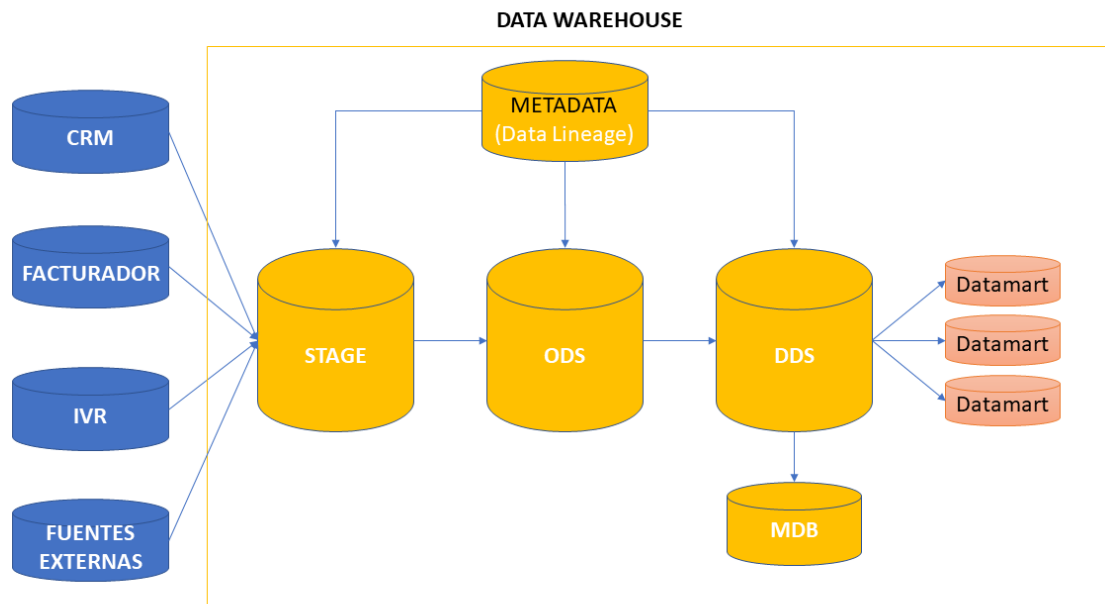 DATA WAREHOUSE
METADATA
(Data Lineage)
CRM
FACTURADOR
IVR
FUENTES
EXTERNAS
STAGE
ODS
DDS
MDB
Datamart
Datamart
Datamart